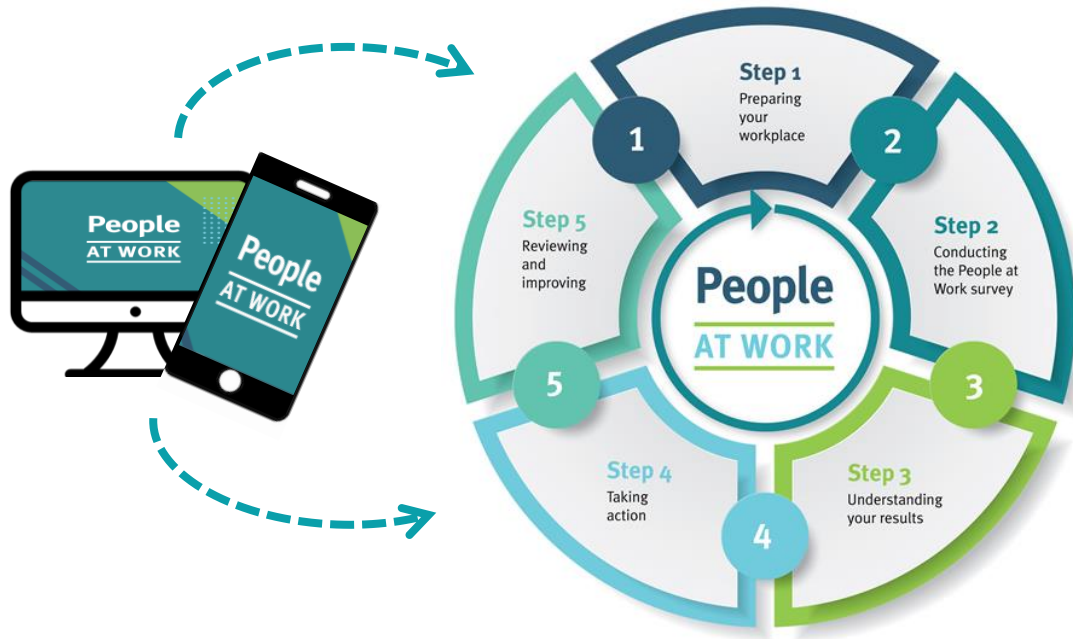 People
AT WORK
People
AT WORK
1
Step 1
Preparing
your
workplace
2
Step 2
Conducting
the People at
Work survey
3
Step 3
Understanding
your results
4
Step 4
Taking
action
5
Step 5
Reviewing
and
improving
People
AT WORK